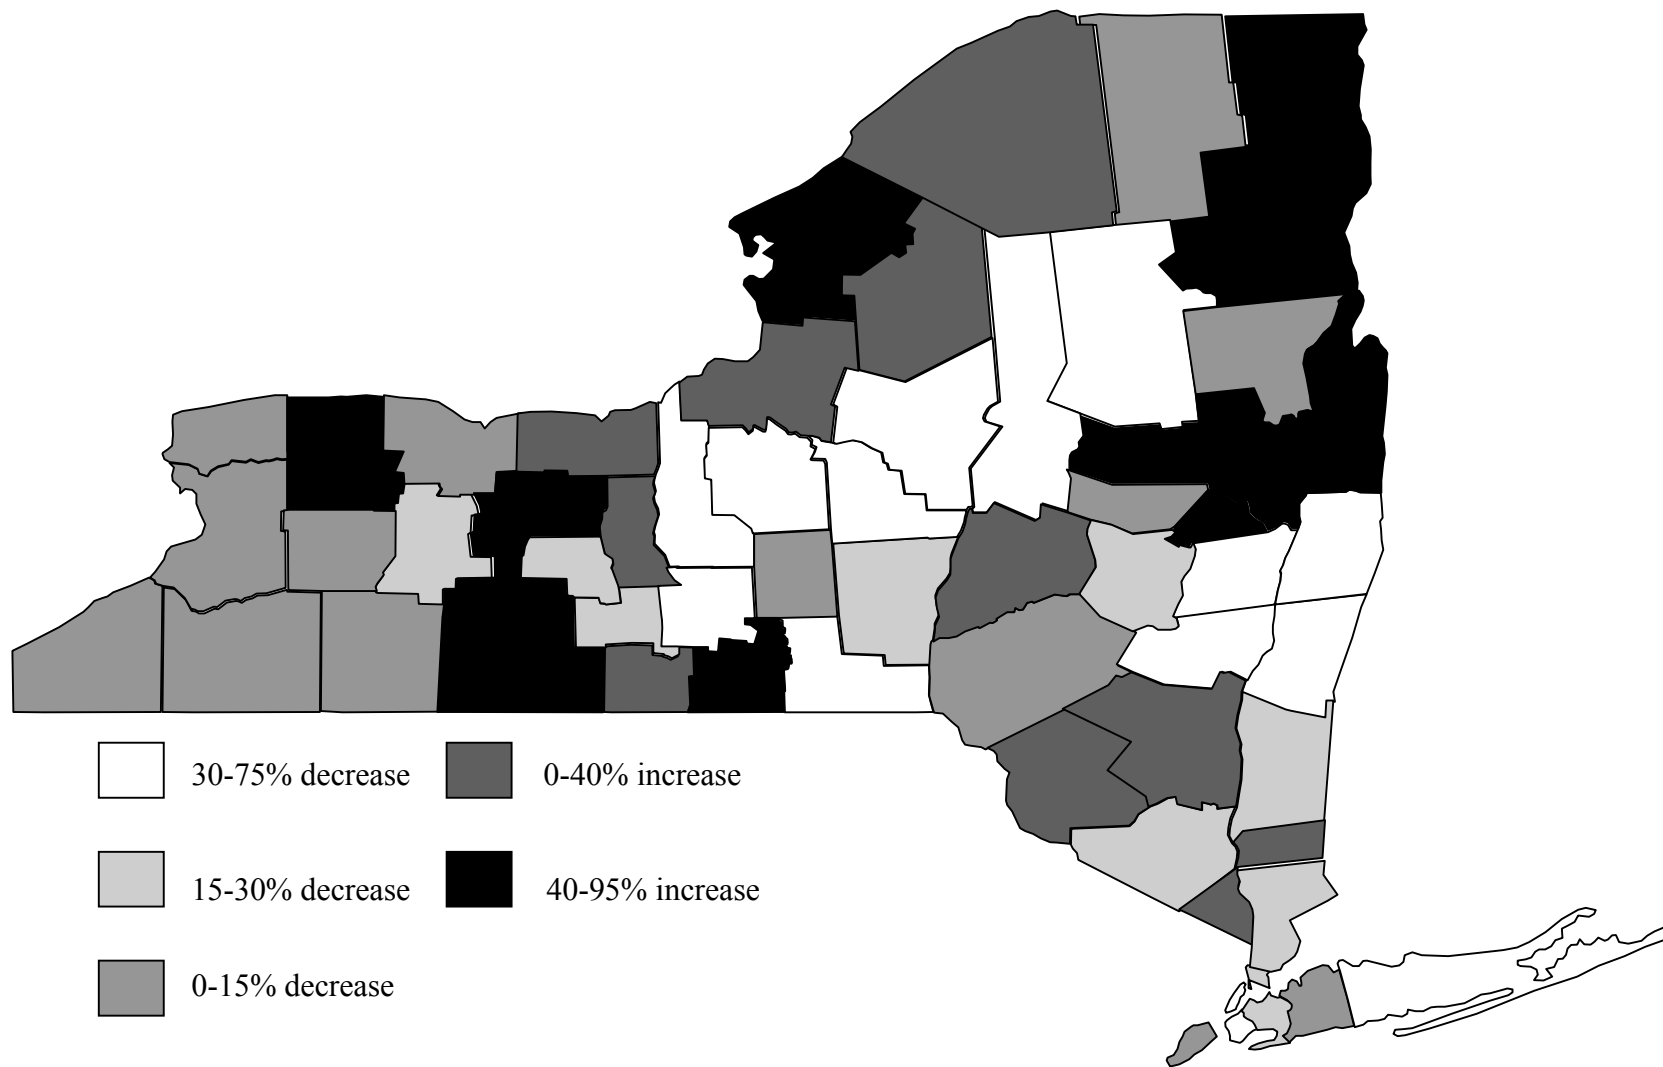 30-75% decrease
0-40% increase
15-30% decrease
40-95% increase
0-15% decrease